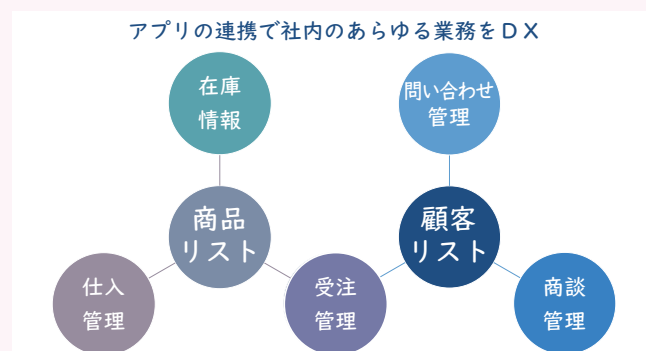 アプリの連携で社内のあらゆる業務をＤＸ
在庫
情報
問い合わせ
管理
商品
リスト
顧客
リスト
仕入
管理
受注
管理
商談
管理